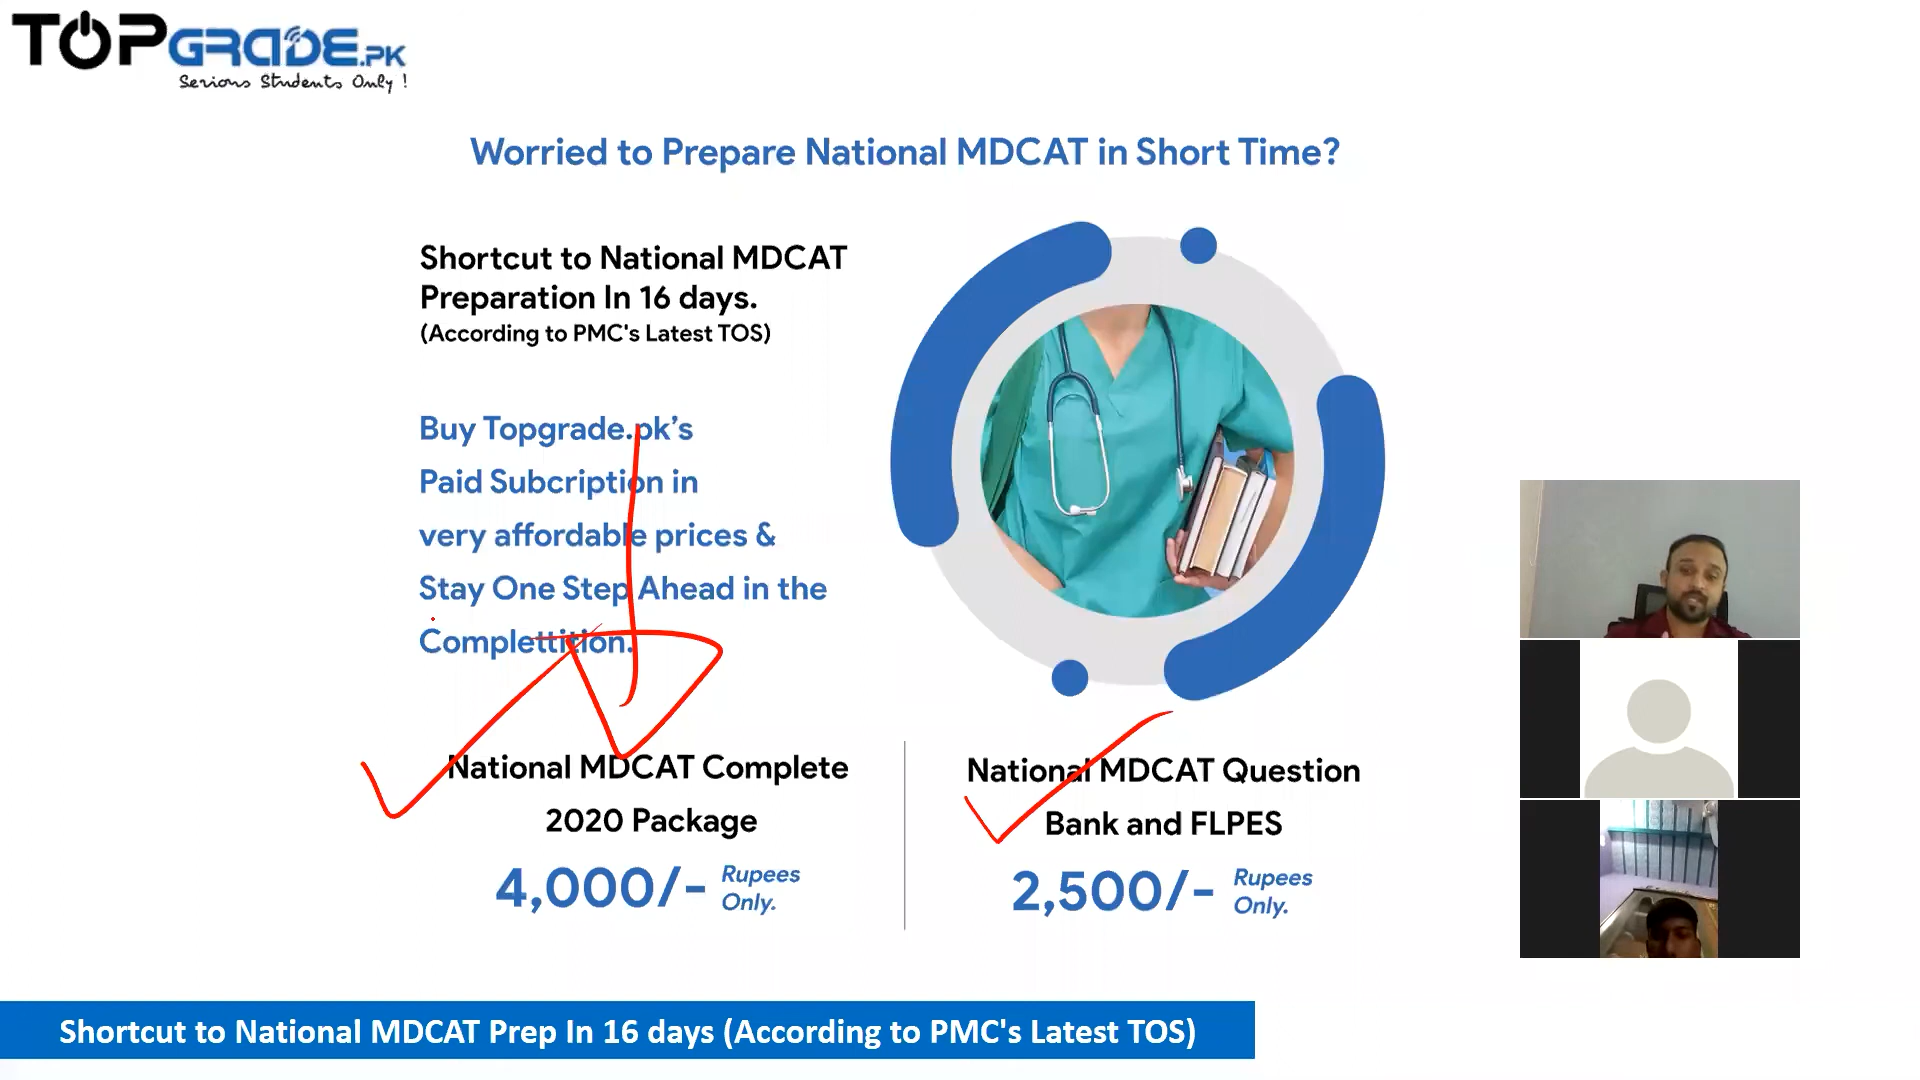 TOPGRADE.PK
Serious Students Only !
Worried to Prepare National MDCAT in Short Time?
Shortcut to National MDCAT
Preparation In 16 days.
(According to PMC's Latest TOS)
Buy Topgrade.pk's
Paid Subcription in
very affordable prices &
Stay One Step Ahead in the
Complettition.
National MDCAT Complete
2020 Package
4,000/- Rupees
Only.
National MDCAT Question
Bank and FLPES
2,500/- Rupees
Only.
Shortcut to National MDCAT Prep In 16 days (According to PMC's Latest TOS)